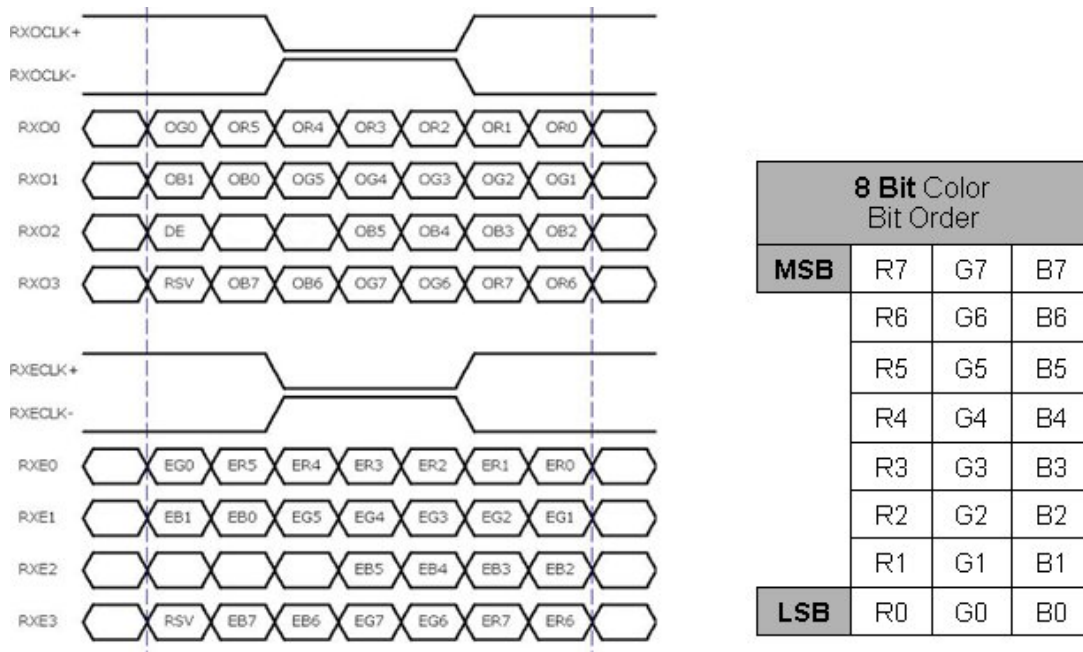 RXOCLK+
RXOCLK-
RXO0 OG0 OR5 OR4 OR3 OR2 OR1 OR0
RXO1 OB1 OB0 OG5 OG4 OG3 OG2 OG1
RXO2 DE OB5 OB4 OB3 OB2
RXO3 RSV OB7 OB6 OG7 OG6 OR7 OR6
RXECLK+
RXECLK-
RXE0 EG0 ER5 ER4 ER3 ER2 ER1 ER0
RXE1 EB1 EB0 EG5 EG4 EG3 EG2 EG1
RXE2 EB5 EB4 EB3 EB2
RXE3 RSV EB7 EB6 EG7 EG6 ER7 ER6
8 Bit Color
Bit Order
MSB R7 G7 B7
R6 G6 B6
R5 G5 B5
R4 G4 B4
R3 G3 B3
R2 G2 B2
R1 G1 B1
LSB R0 G0 B0